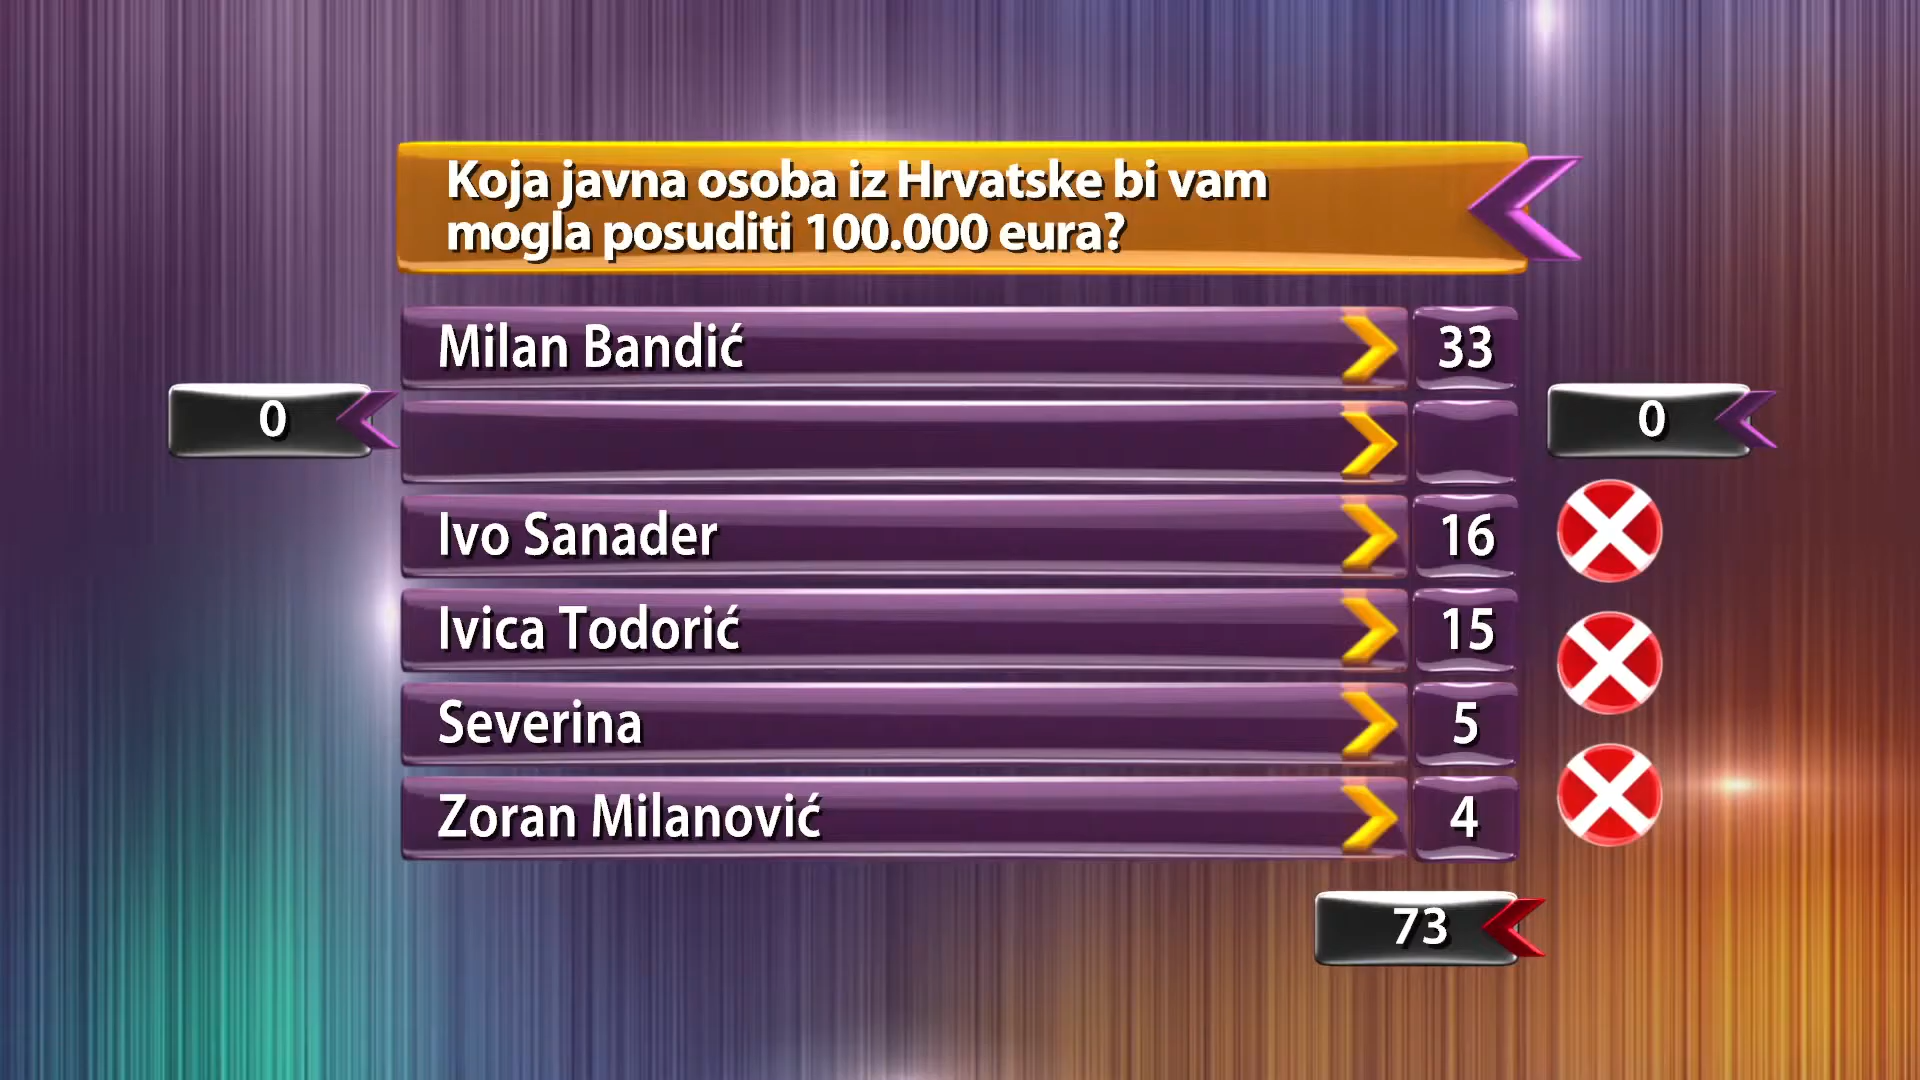 Koja javna osoba iz Hrvatske bi vam
mogla posuditi 100.000 eura?
Milan Bandić 33
0
0
Ivo Sanader 16
Ivica Todorić 15
Severina 5
Zoran Milanović 4
73